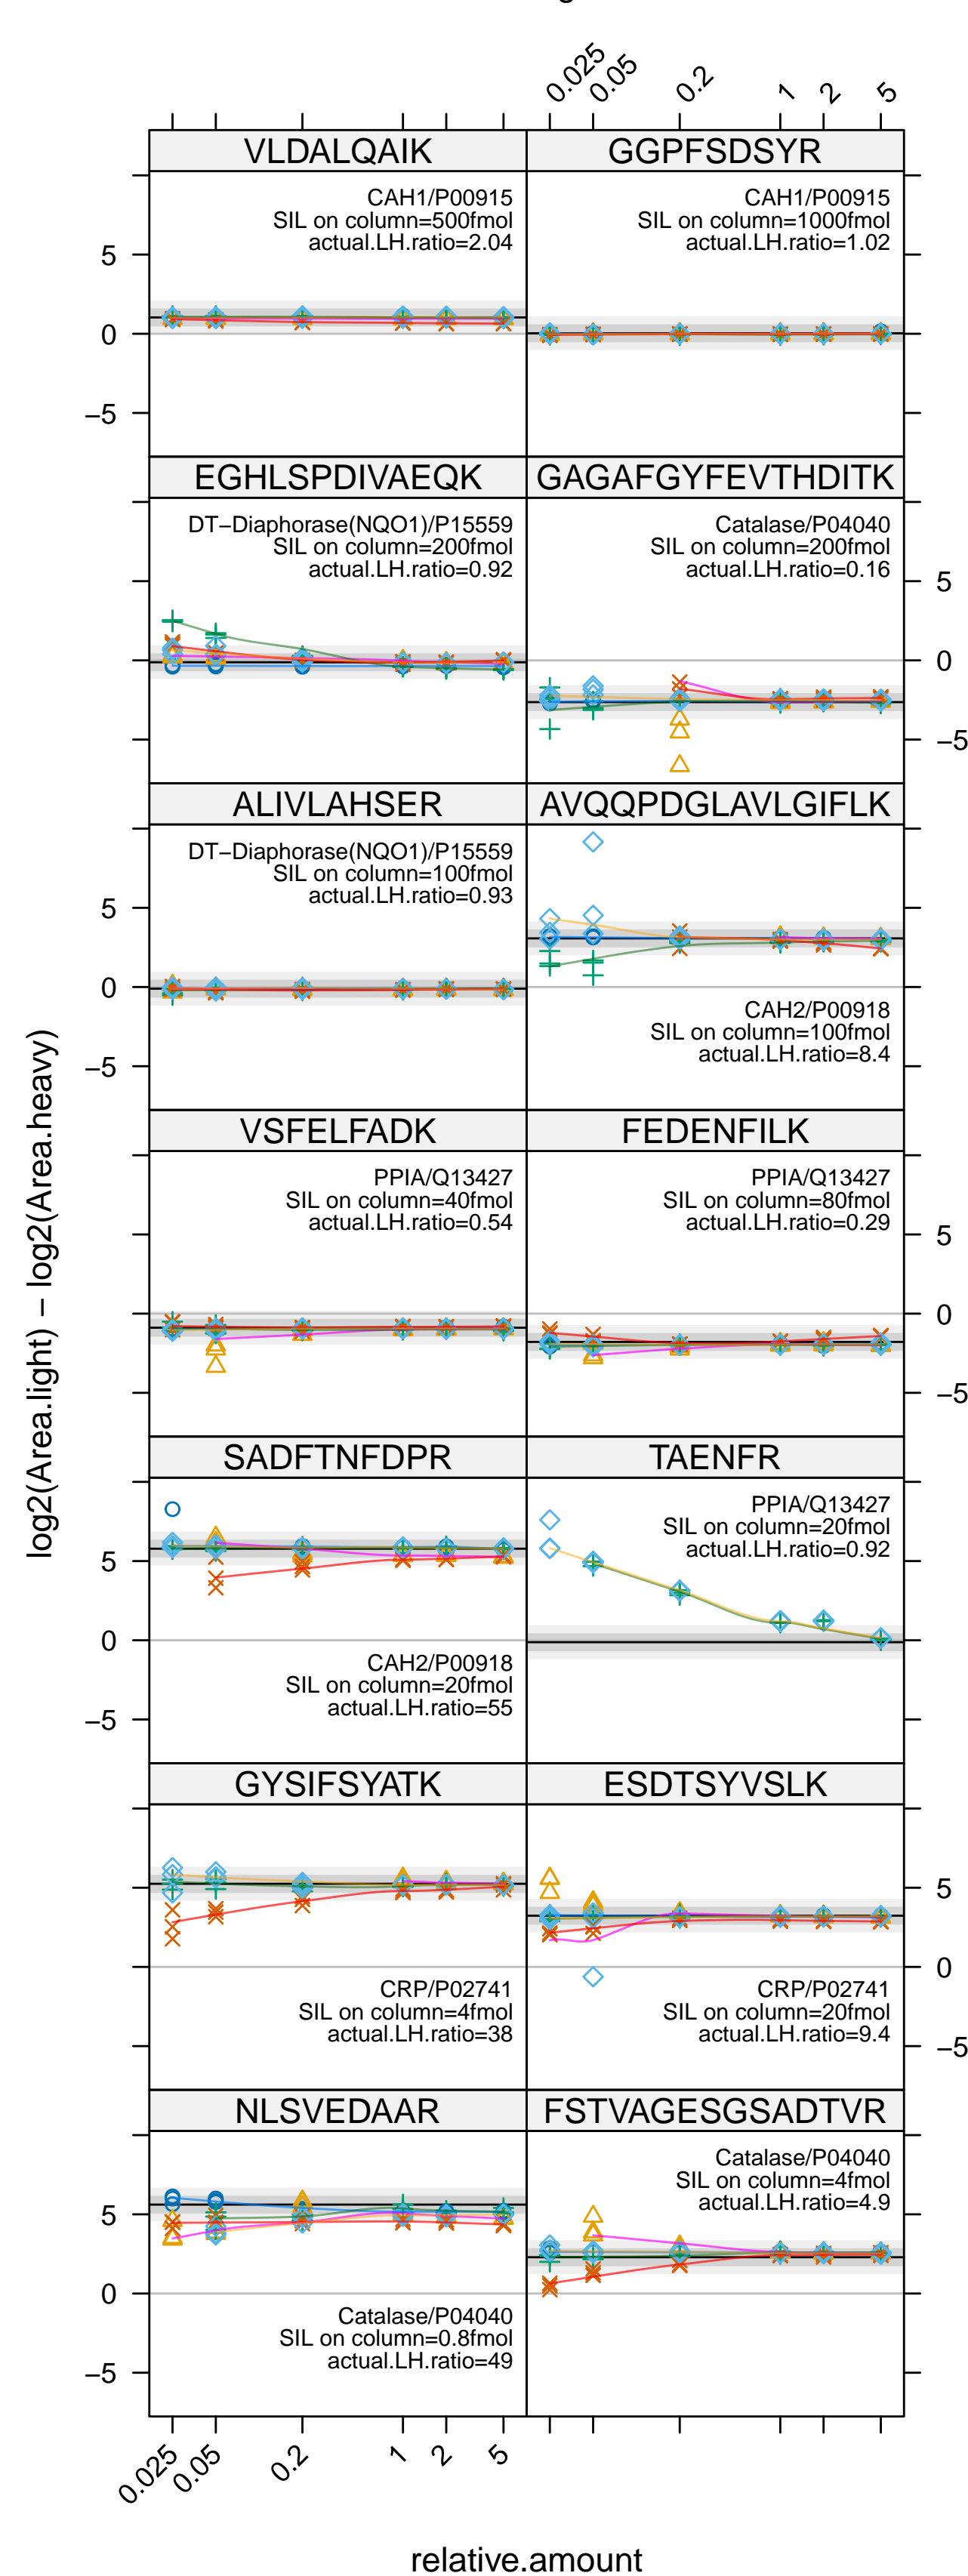 0.025 0.05 0.2 1 2 5
VLDALQAIK GGPFSDSYR
CAH1/P00915
SIL on column=500fmol
actual.LH.ratio=2.04
CAH1/P00915
SIL on column=1000fmol
actual.LH.ratio=1.02
5
0
−5
EGHLSPDIVAEQK GAGAFGYFEVTHDITK
DT−Diaphorase(NQO1)/P15559
SIL on column=200fmol
actual.LH.ratio=0.92
Catalase/P04040
SIL on column=200fmol
actual.LH.ratio=0.16
5
0
−5
ALIVLAHSER AVQQPDGLAVLGIFLK
DT−Diaphorase(NQO1)/P15559
SIL on column=100fmol
actual.LH.ratio=0.93
CAH2/P00918
SIL on column=100fmol
actual.LH.ratio=8.4
5
0
−5
log2(Area.light) − log2(Area.heavy)
VSFELFADK FEDENFILK
PPIA/Q13427
SIL on column=40fmol
actual.LH.ratio=0.54
PPIA/Q13427
SIL on column=80fmol
actual.LH.ratio=0.29
5
0
−5
SADFTNFDPR TAENFR
CAH2/P00918
SIL on column=20fmol
actual.LH.ratio=55
PPIA/Q13427
SIL on column=20fmol
actual.LH.ratio=0.92
5
0
−5
GYSIFSYATK ESDTSYVSLK
CRP/P02741
SIL on column=4fmol
actual.LH.ratio=38
CRP/P02741
SIL on column=20fmol
actual.LH.ratio=9.4
5
0
−5
NLSVEDAAR FSTVAGESGSADTVR
Catalase/P04040
SIL on column=0.8fmol
actual.LH.ratio=49
Catalase/P04040
SIL on column=4fmol
actual.LH.ratio=4.9
5
0
−5
0.025 0.05 0.2 1 2 5
relative.amount